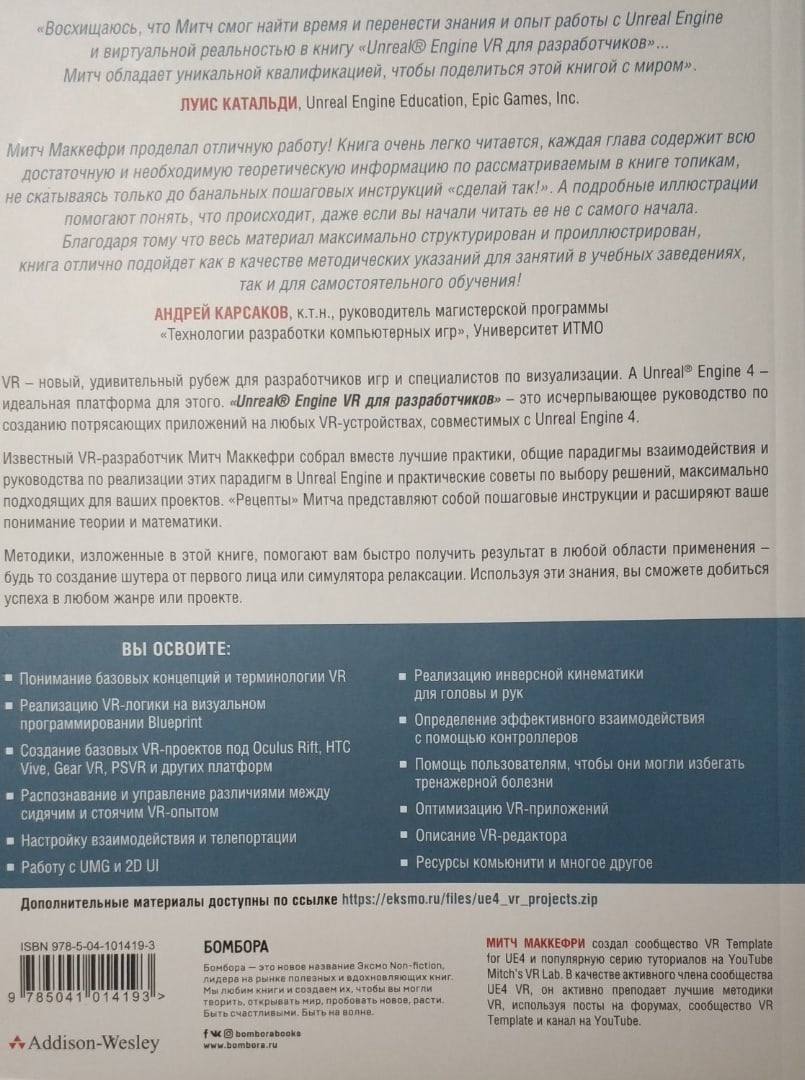 «Восхищаюсь, что Митч смог найти время и перенести знания и опыт работы с Unreal Engine
и виртуальной реальностью в книгу «Unreal® Engine VR для разработчиков»...
Митч обладает уникальной квалификацией, чтобы поделиться этой книгой с миром».
ЛУИС КАТАЛЬДИ, Unreal Engine Education, Epic Games, Inc.
Митч Маккефри проделал отличную работу! Книга очень легко читается, каждая глава содержит всю
достаточную и необходимую теоретическую информацию по рассматриваемым в книге топикам,
не скатываясь только до банальных пошаговых инструкций «сделай так!». А подробные иллюстрации
помогают понять, что происходит, даже если вы начали читать ее не с самого начала.
Благодаря тому что весь материал максимально структурирован и проиллюстрирован,
книга отлично подойдет как в качестве методических указаний для занятий в учебных заведениях,
так и для самостоятельного обучения!
АНДРЕЙ КАРСАКОВ, к.т.н., руководитель магистерской программы
«Технологии разработки компьютерных игр», Университет ИТМО
VR – новый, удивительный рубеж для разработчиков игр и специалистов по визуализации. А Unreal® Engine 4 –
идеальная платформа для этого. «Unreal® Engine VR для разработчиков» – это исчерпывающее руководство по
созданию потрясающих приложений на любых VR-устройствах, совместимых с Unreal Engine 4.
Известный VR-разработчик Митч Маккефри собрал вместе лучшие практики, общие парадигмы взаимодействия и
руководства по реализации этих парадигм в Unreal Engine и практические советы по выбору решений, максимально
подходящих для ваших проектов. «Рецепты» Митча представляют собой пошаговые инструкции и расширяют ваше
понимание теории и математики.
Методики, изложенные в этой книге, помогают вам быстро получить результат в любой области применения –
будь то создание шутера от первого лица или симулятора релаксации. Используя эти знания, вы сможете добиться
успеха в любом жанре или проекте.
ВЫ ОСВОИТЕ:
▪ Понимание базовых концепций и терминологии VR
▪ Реализацию VR-логики на визуальном
программировании Blueprint
▪ Создание базовых VR-проектов под Oculus Rift, HTC
Vive, Gear VR, PSVR и других платформ
▪ Распознавание и управление различиями между
сидячим и стоячим VR-опытом
▪ Настройку взаимодействия и телепортации
▪ Работу с UMG и 2D UI
▪ Реализацию инверсной кинематики
для головы и рук
▪ Определение эффективного взаимодействия
с помощью контроллеров
▪ Помощь пользователям, чтобы они могли избегать
тренажерной болезни
▪ Оптимизацию VR-приложений
▪ Описание VR-редактора
▪ Ресурсы комьюнити и многое другое
Дополнительные материалы доступны по ссылке https://eksmo.ru/files/ue4_vr_projects.zip
ISBN 978-5-04-101419-3
9 785041 014193 >
Addison-Wesley
БОМБОРА
Бомбора – это новое название Эксмо Non-fiction,
лидера на рынке полезных и вдохновляющих книг.
Мы любим книги и создаем их, чтобы вы могли
творить, открывать мир, пробовать новое, расти.
Быть счастливыми. Быть на волне.
bomborabooks
www.bombora.ru
МИТЧ МАККЕФРИ создал сообщество VR Template
for UE4 и популярную серию туториалов на YouTube
Mitch's VR Lab. В качестве активного члена сообщества
UE4 VR, он активно преподает лучшие методики
VR, используя посты на форумах, сообщество VR
Template и канал на YouTube.